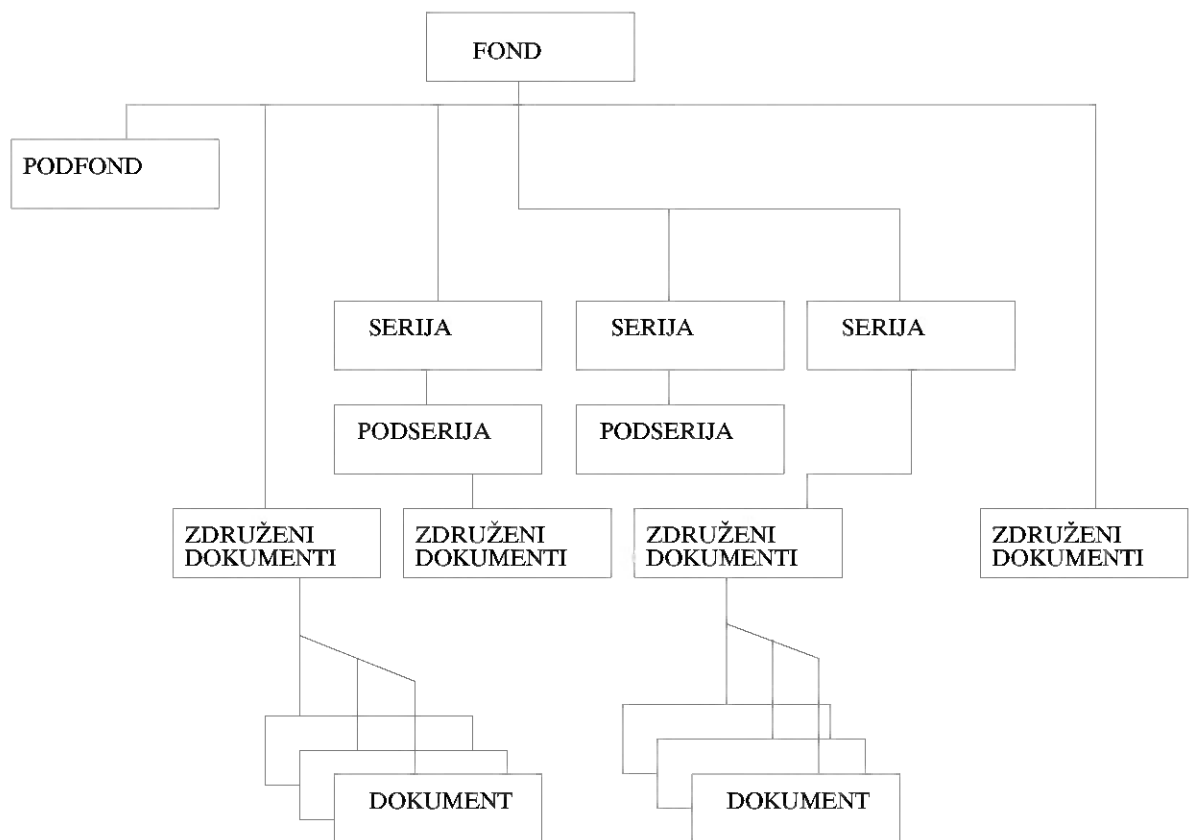 FOND
PODFOND
SERIJA
SERIJA
SERIJA
PODSERIJA
PODSERIJA
ZDRUŽENI
DOKUMENTI
ZDRUŽENI
DOKUMENTI
ZDRUŽENI
DOKUMENTI
ZDRUŽENI
DOKUMENTI
DOKUMENT
DOKUMENT